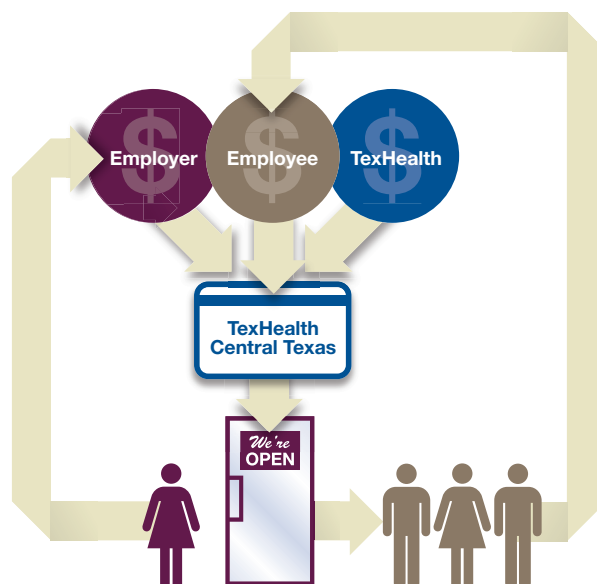 $ $ $
Employer Employee TexHealth
TexHealth
Central Texas
We're
OPEN